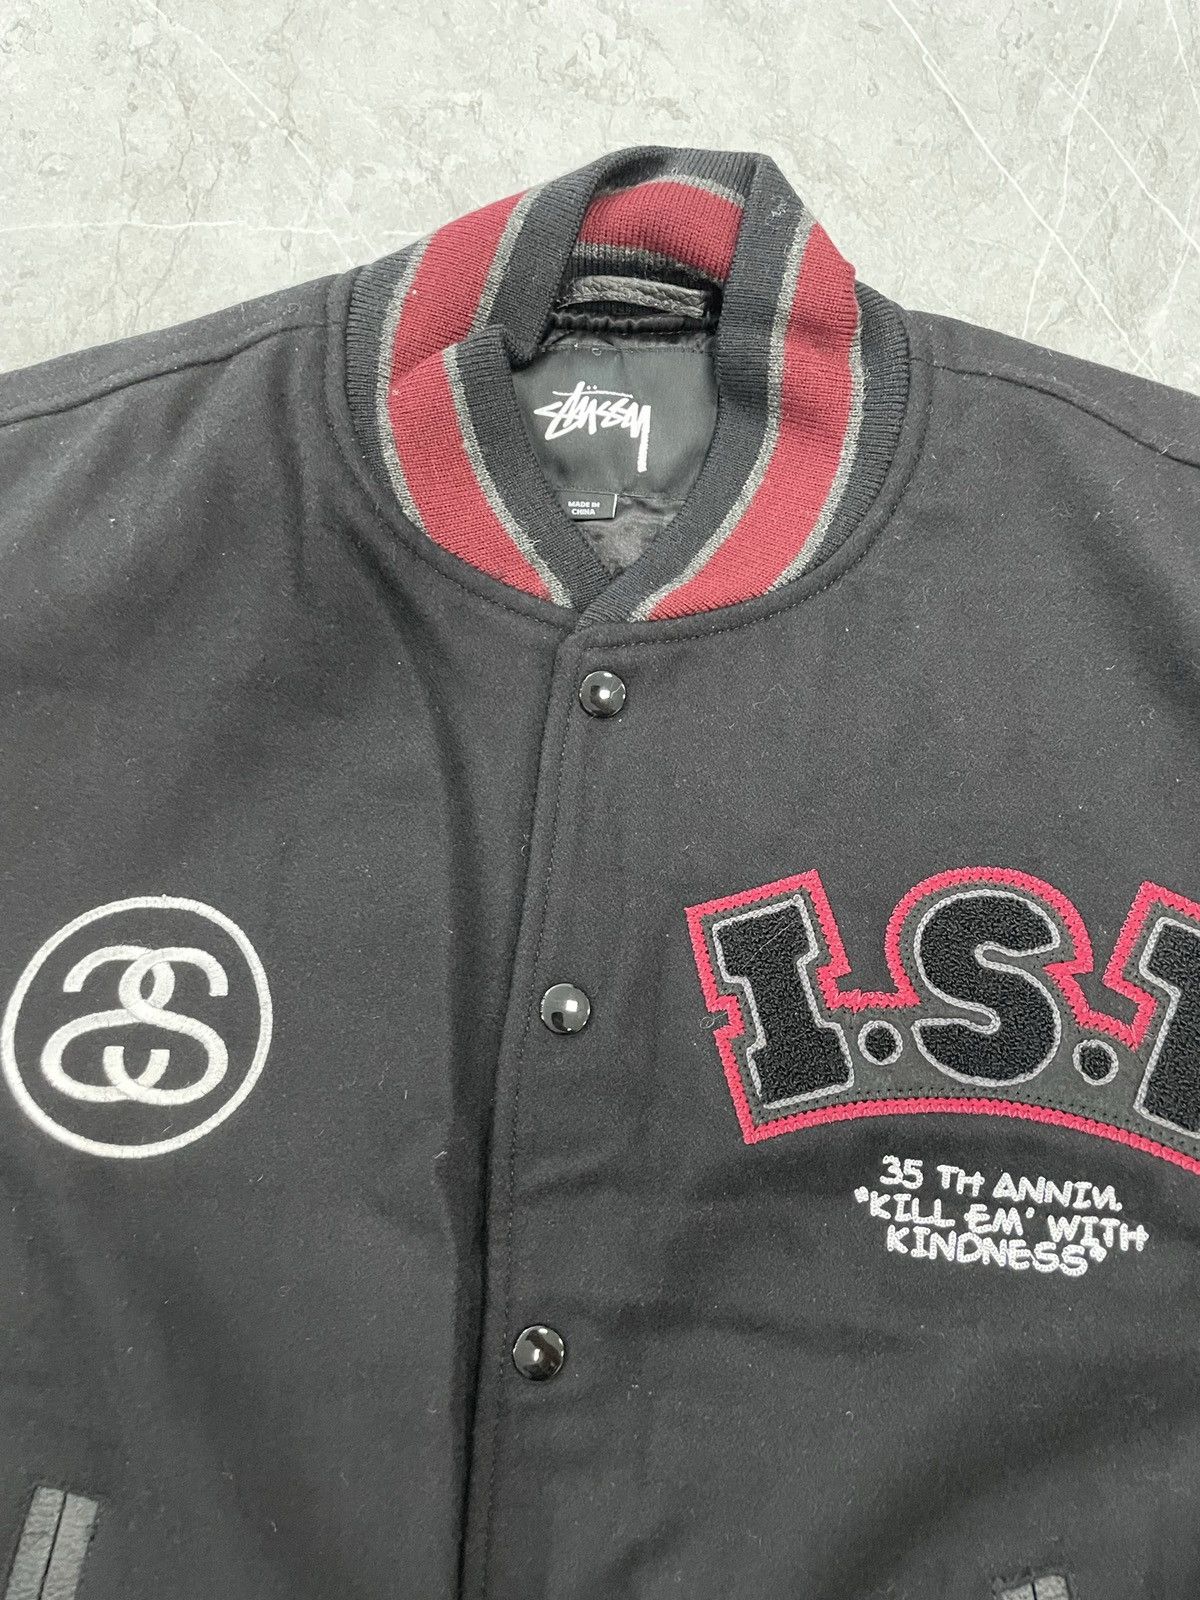 stüssy
MADE IN
CHINA
I.S.
35 TH ANNIV.
"KILL EM' WITH
KINDNESS"